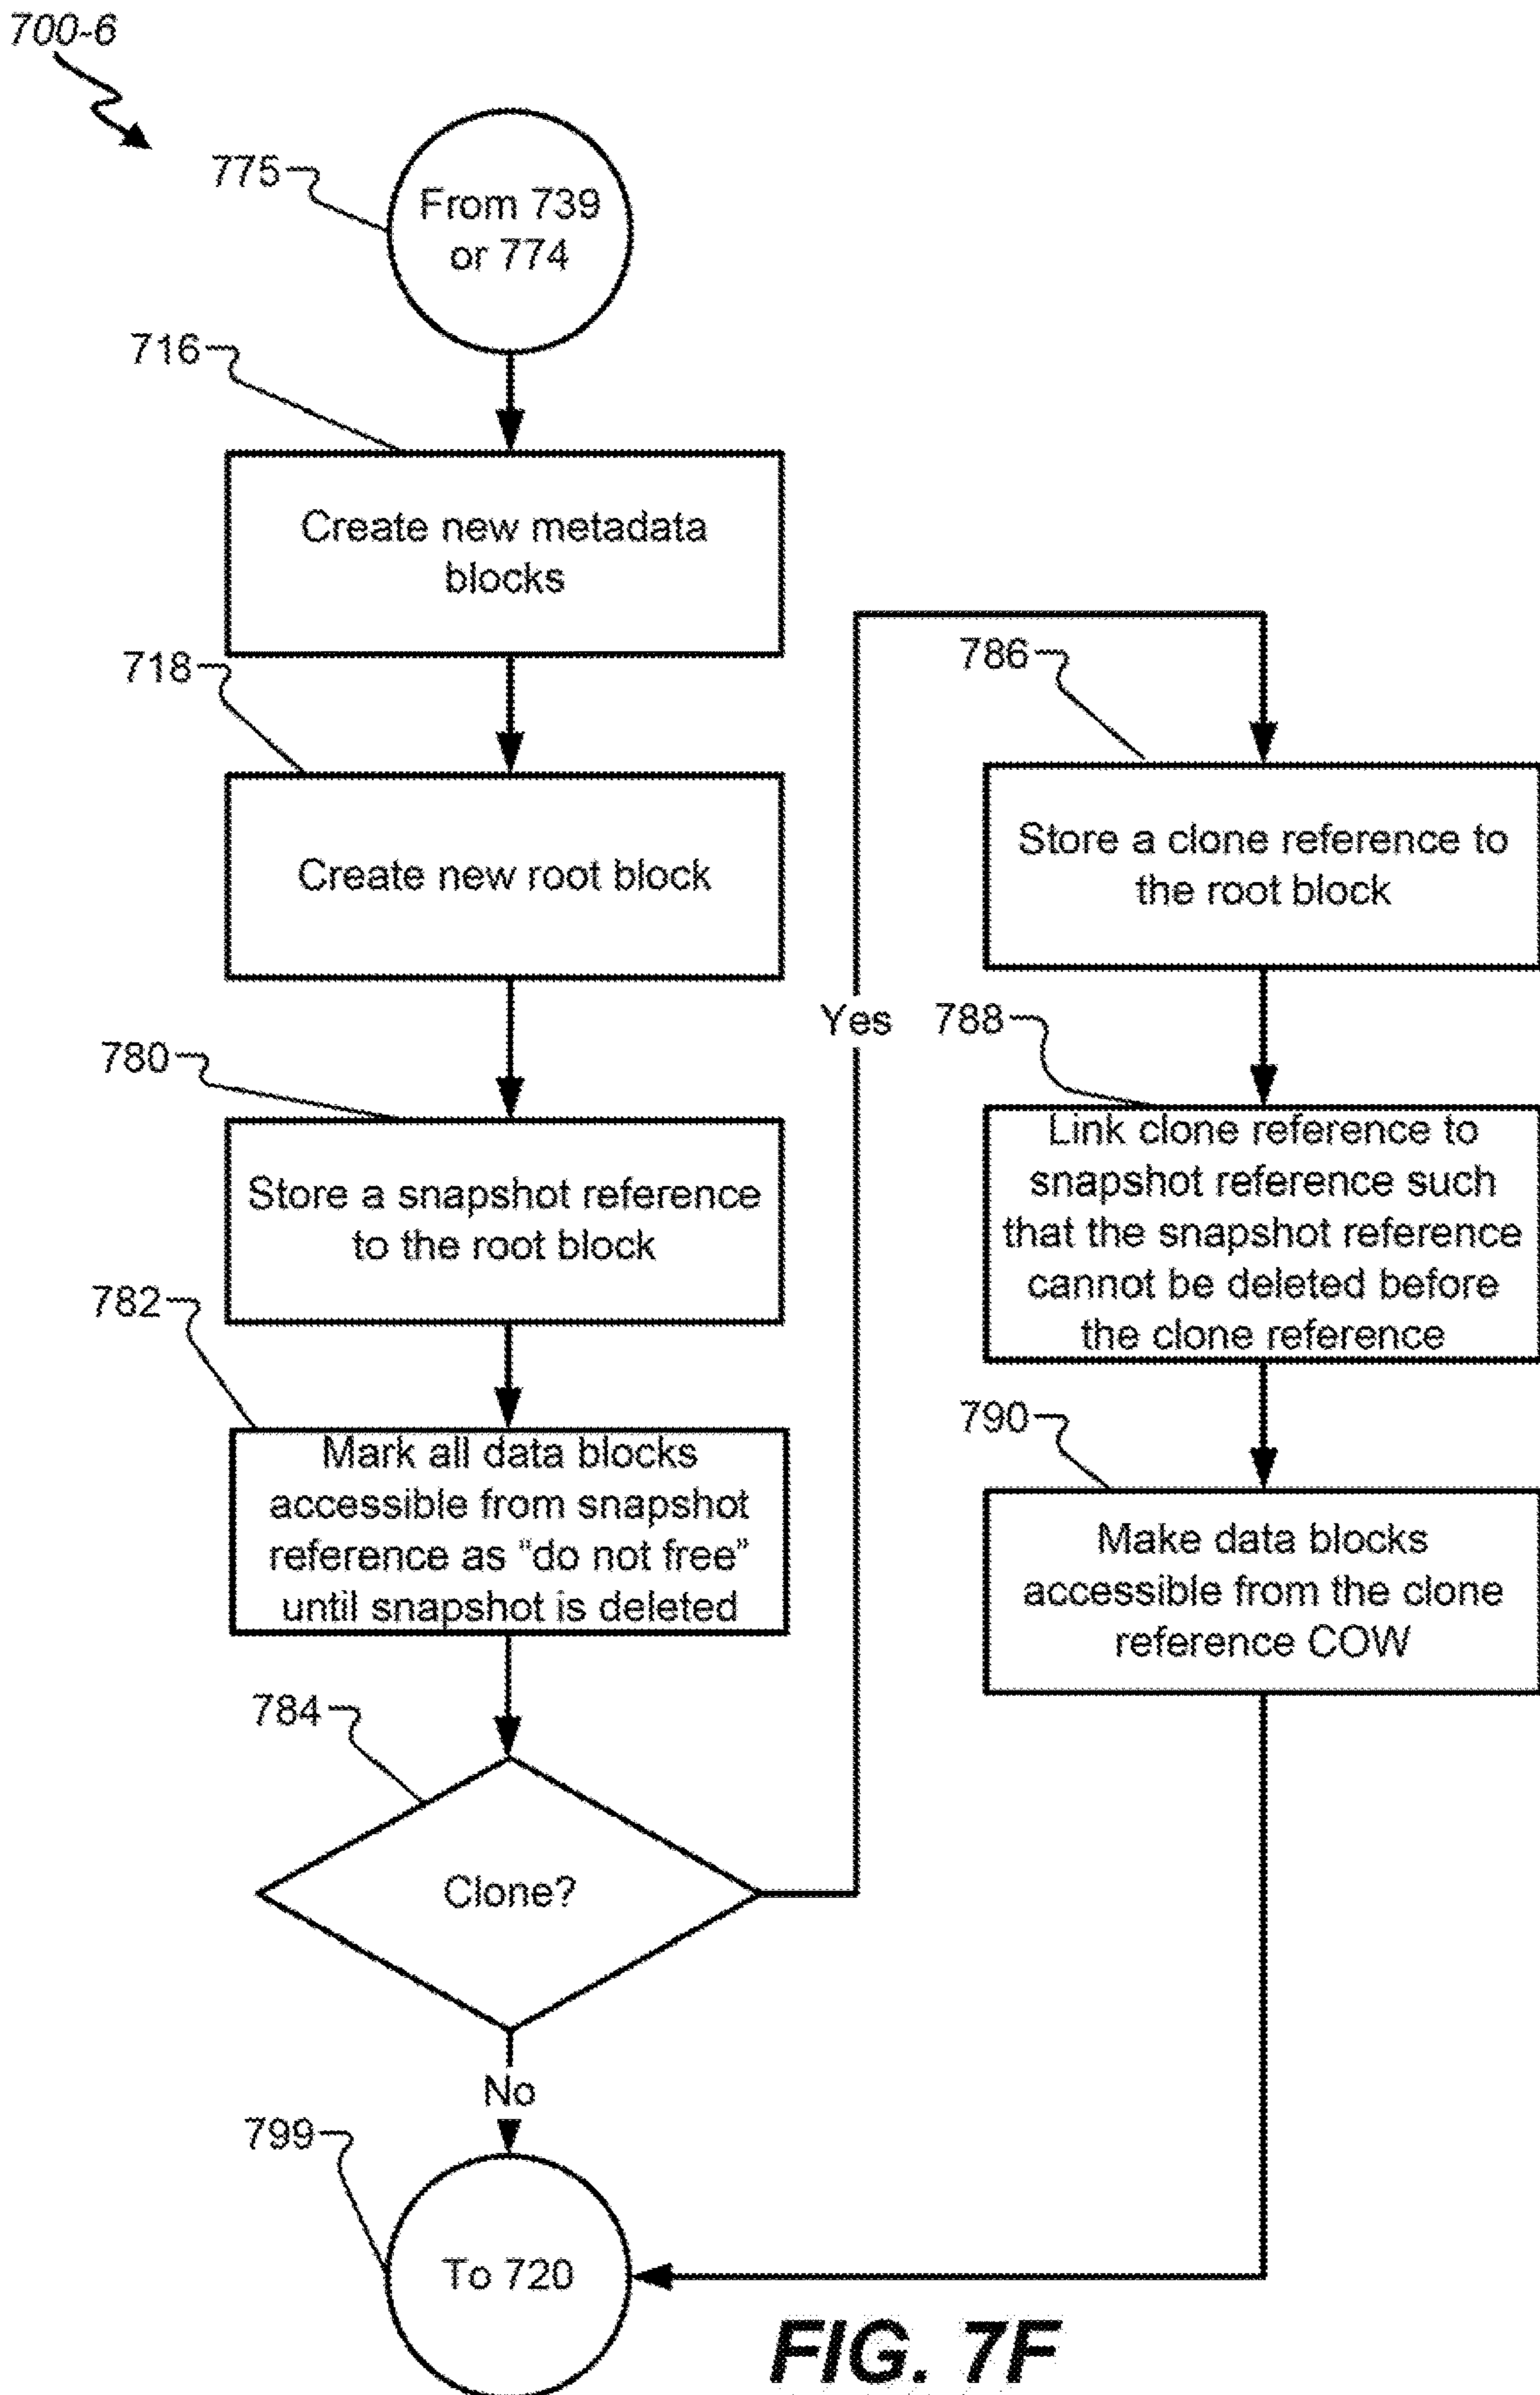 700-6
775
From 739
or 774
716
Create new metadata
blocks
718
Create new root block
780
Store a snapshot reference
to the root block
782
Mark all data blocks
accessible from snapshot
reference as “do not free”
until snapshot is deleted
784
Clone?
Yes
No
786
Store a clone reference to
the root block
788
Link clone reference to
snapshot reference such
that the snapshot reference
cannot be deleted before
the clone reference
790
Make data blocks
accessible from the clone
reference COW
799
To 720
FIG. 7F